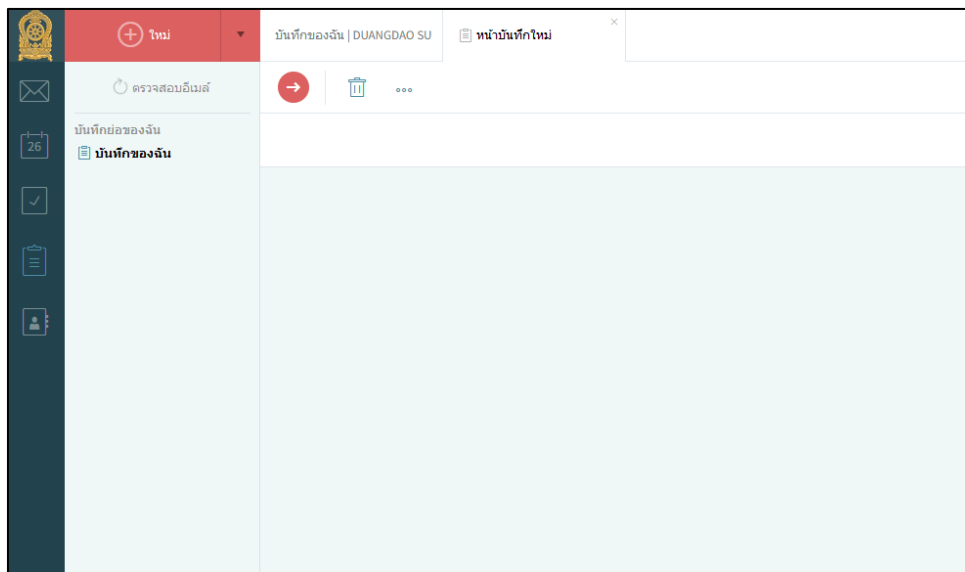 ใหม่
บันทึกของฉัน | DUANGDAO SU
หน้าบันทึกใหม่
ตรวจสอบอีเมล์
บันทึกย่อของฉัน
26
บันทึกของฉัน